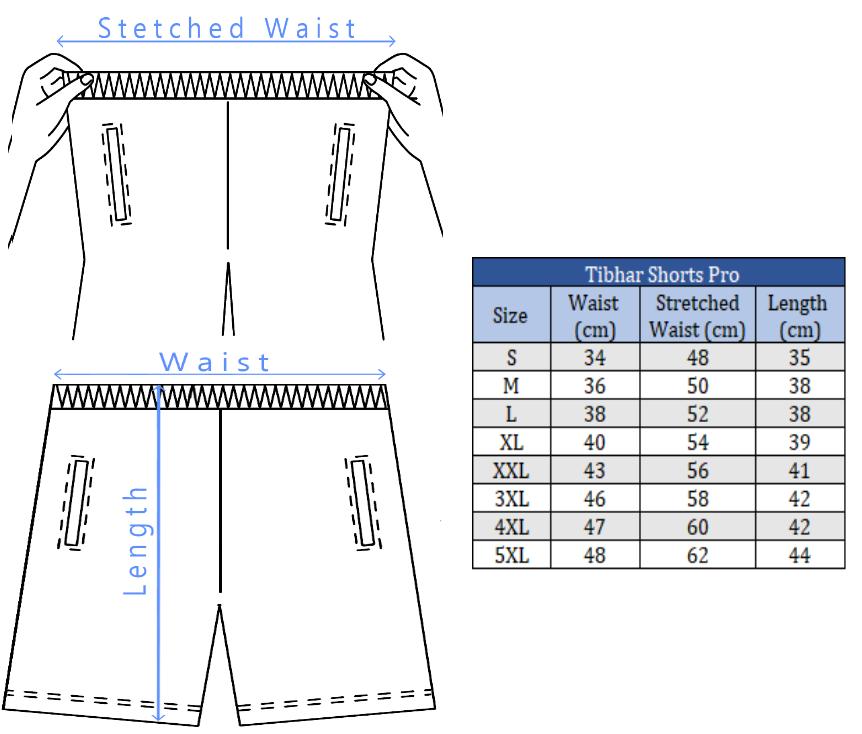 Stetched Waist
Waist
Length
Tibhar Shorts Pro
Size Waist (cm) Stretched Waist (cm) Length (cm)
S 34 48 35
M 36 50 38
L 38 52 38
XL 40 54 39
XXL 43 56 41
3XL 46 58 42
4XL 47 60 42
5XL 48 62 44